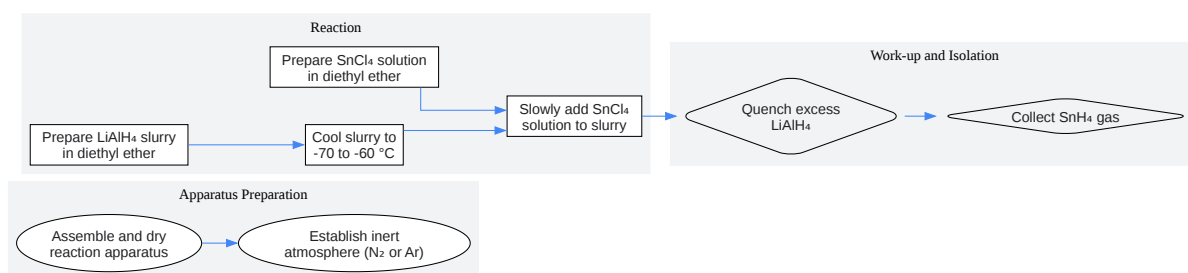 Reaction
Prepare SnCl₄ solution
in diethyl ether
Slowly add SnCl₄
solution to slurry
Prepare LiAlH₄ slurry
in diethyl ether
Cool slurry to
-70 to -60 °C
Work-up and Isolation
Quench excess
LiAlH₄
Collect SnH₄ gas
Apparatus Preparation
Assemble and dry
reaction apparatus
Establish inert
atmosphere (N₂ or Ar)